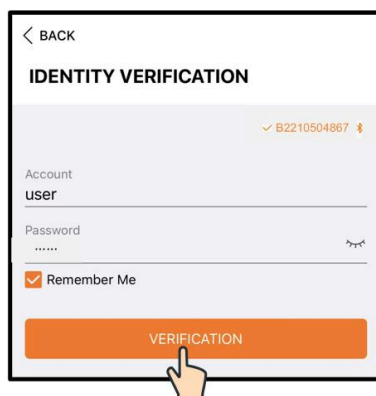 BACK
IDENTITY VERIFICATION
B2210504867
Account
user
Password
......
Remember Me
VERIFICATION